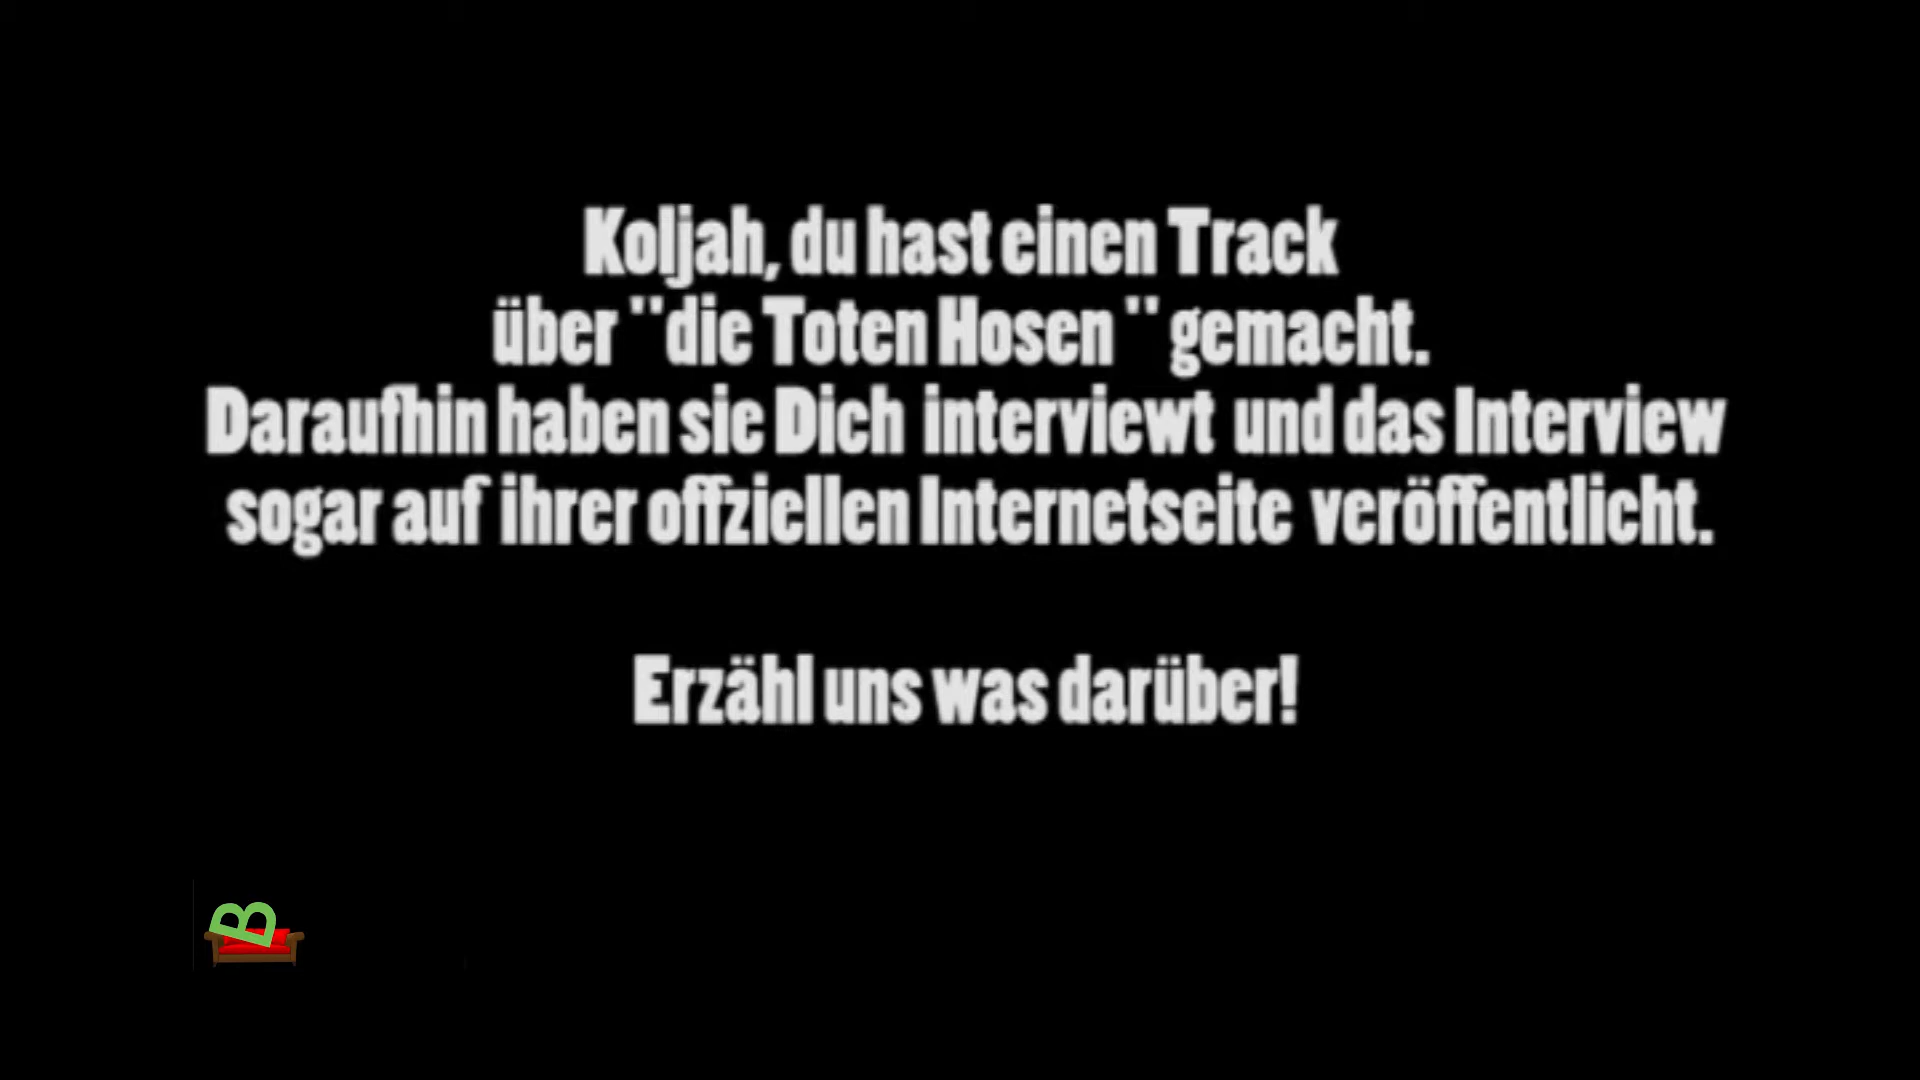 Koljah, du hast einen Track
über "die Toten Hosen " gemacht.
Daraufhin haben sie Dich interviewt und das Interview
sogar auf ihrer offziellen Internetseite veröffentlicht.
Erzähl uns was darüber!
B